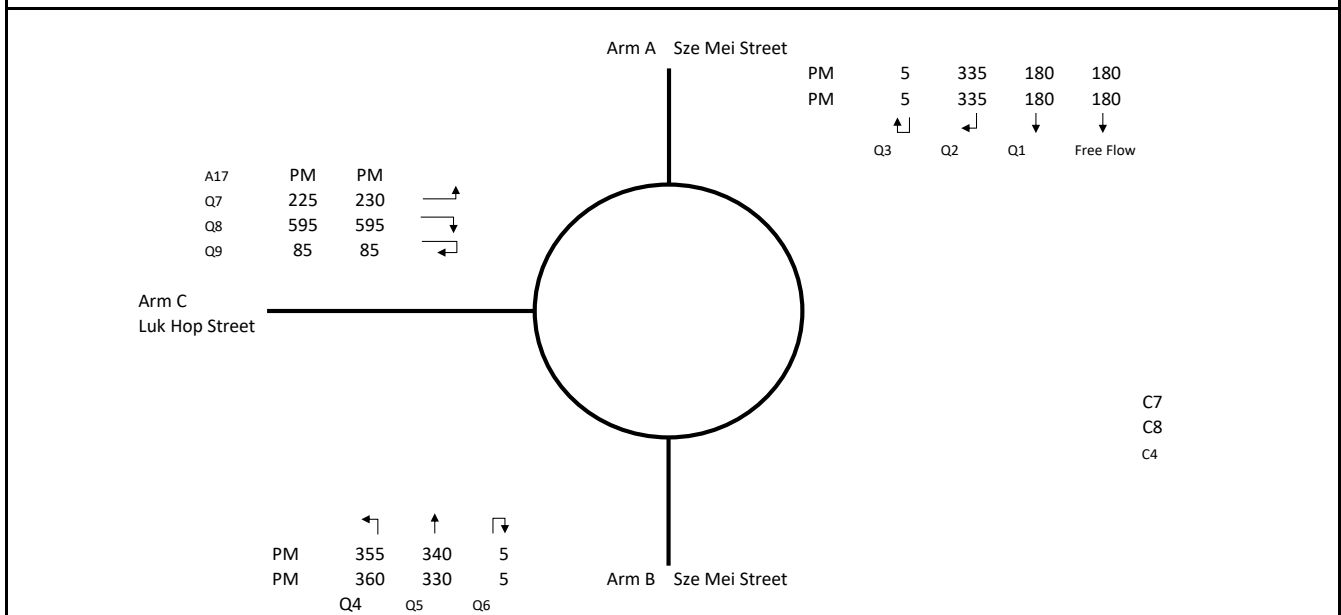 Arm A Sze Mei Street
PM 5 335 180 180
PM 5 335 180 180
Q3 Q2 Q1 Free Flow
A17 PM PM
Q7 225 230
Q8 595 595
Q9 85 85
Arm C
Luk Hop Street
C7
C8
C4
PM 355 340 5
PM 360 330 5
Q4 Q5 Q6
Arm B Sze Mei Street